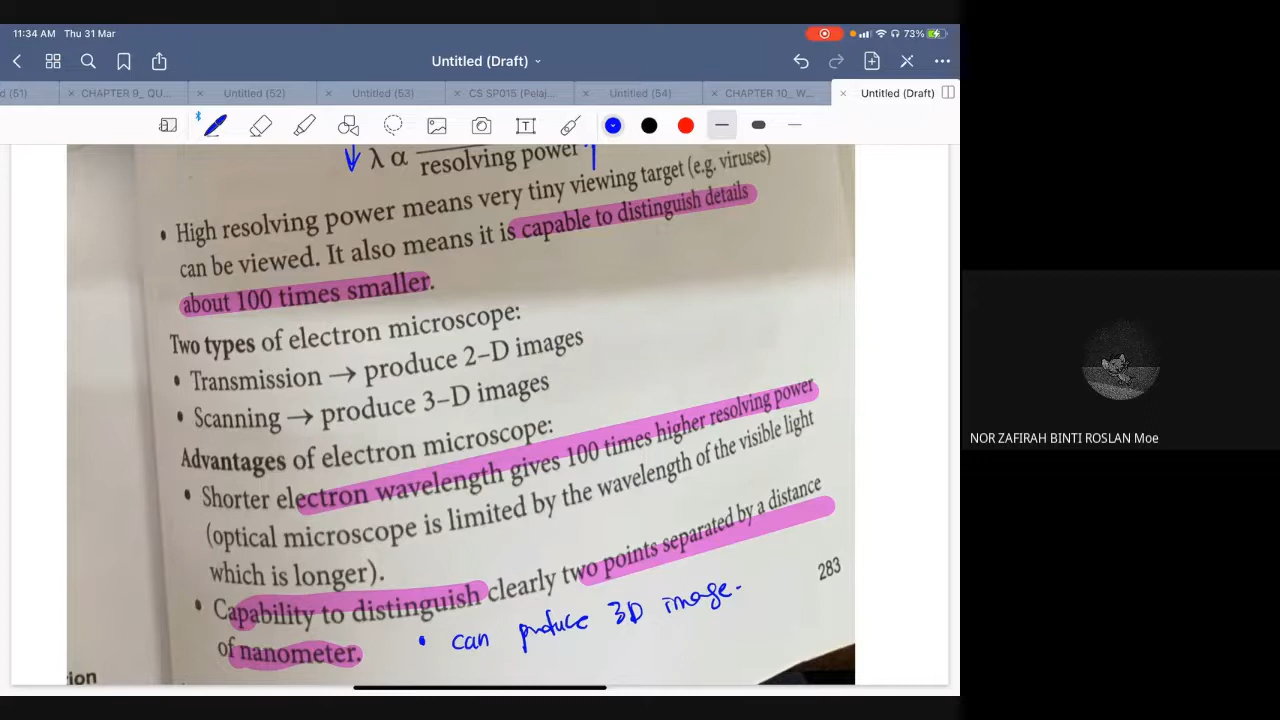 11:34 AM Thu 31 Mar
73%
Untitled (Draft)
d (51)
CHAPTER 9_ QU...
Untitled (52)
Untitled (53)
CS SP015 (Pelaj...
Untitled (54)
CHAPTER 10_ W...
Untitled (Draft)
λ α
resolving power
• High resolving power means very tiny viewing target (e.g. viruses)
can be viewed. It also means it is capable to distinguish details
about 100 times smaller.
Two types of electron microscope:
• Transmission → produce 2–D images
• Scanning → produce 3–D images
Advantages of electron microscope:
• Shorter electron wavelength gives 100 times higher resolving power
(optical microscope is limited by the wavelength of the visible light
which is longer).
• Capability to distinguish clearly two points separated by a distance
of nanometer.
• can produce 3D image.
283
ion
NOR ZAFIRAH BINTI ROSLAN Moe